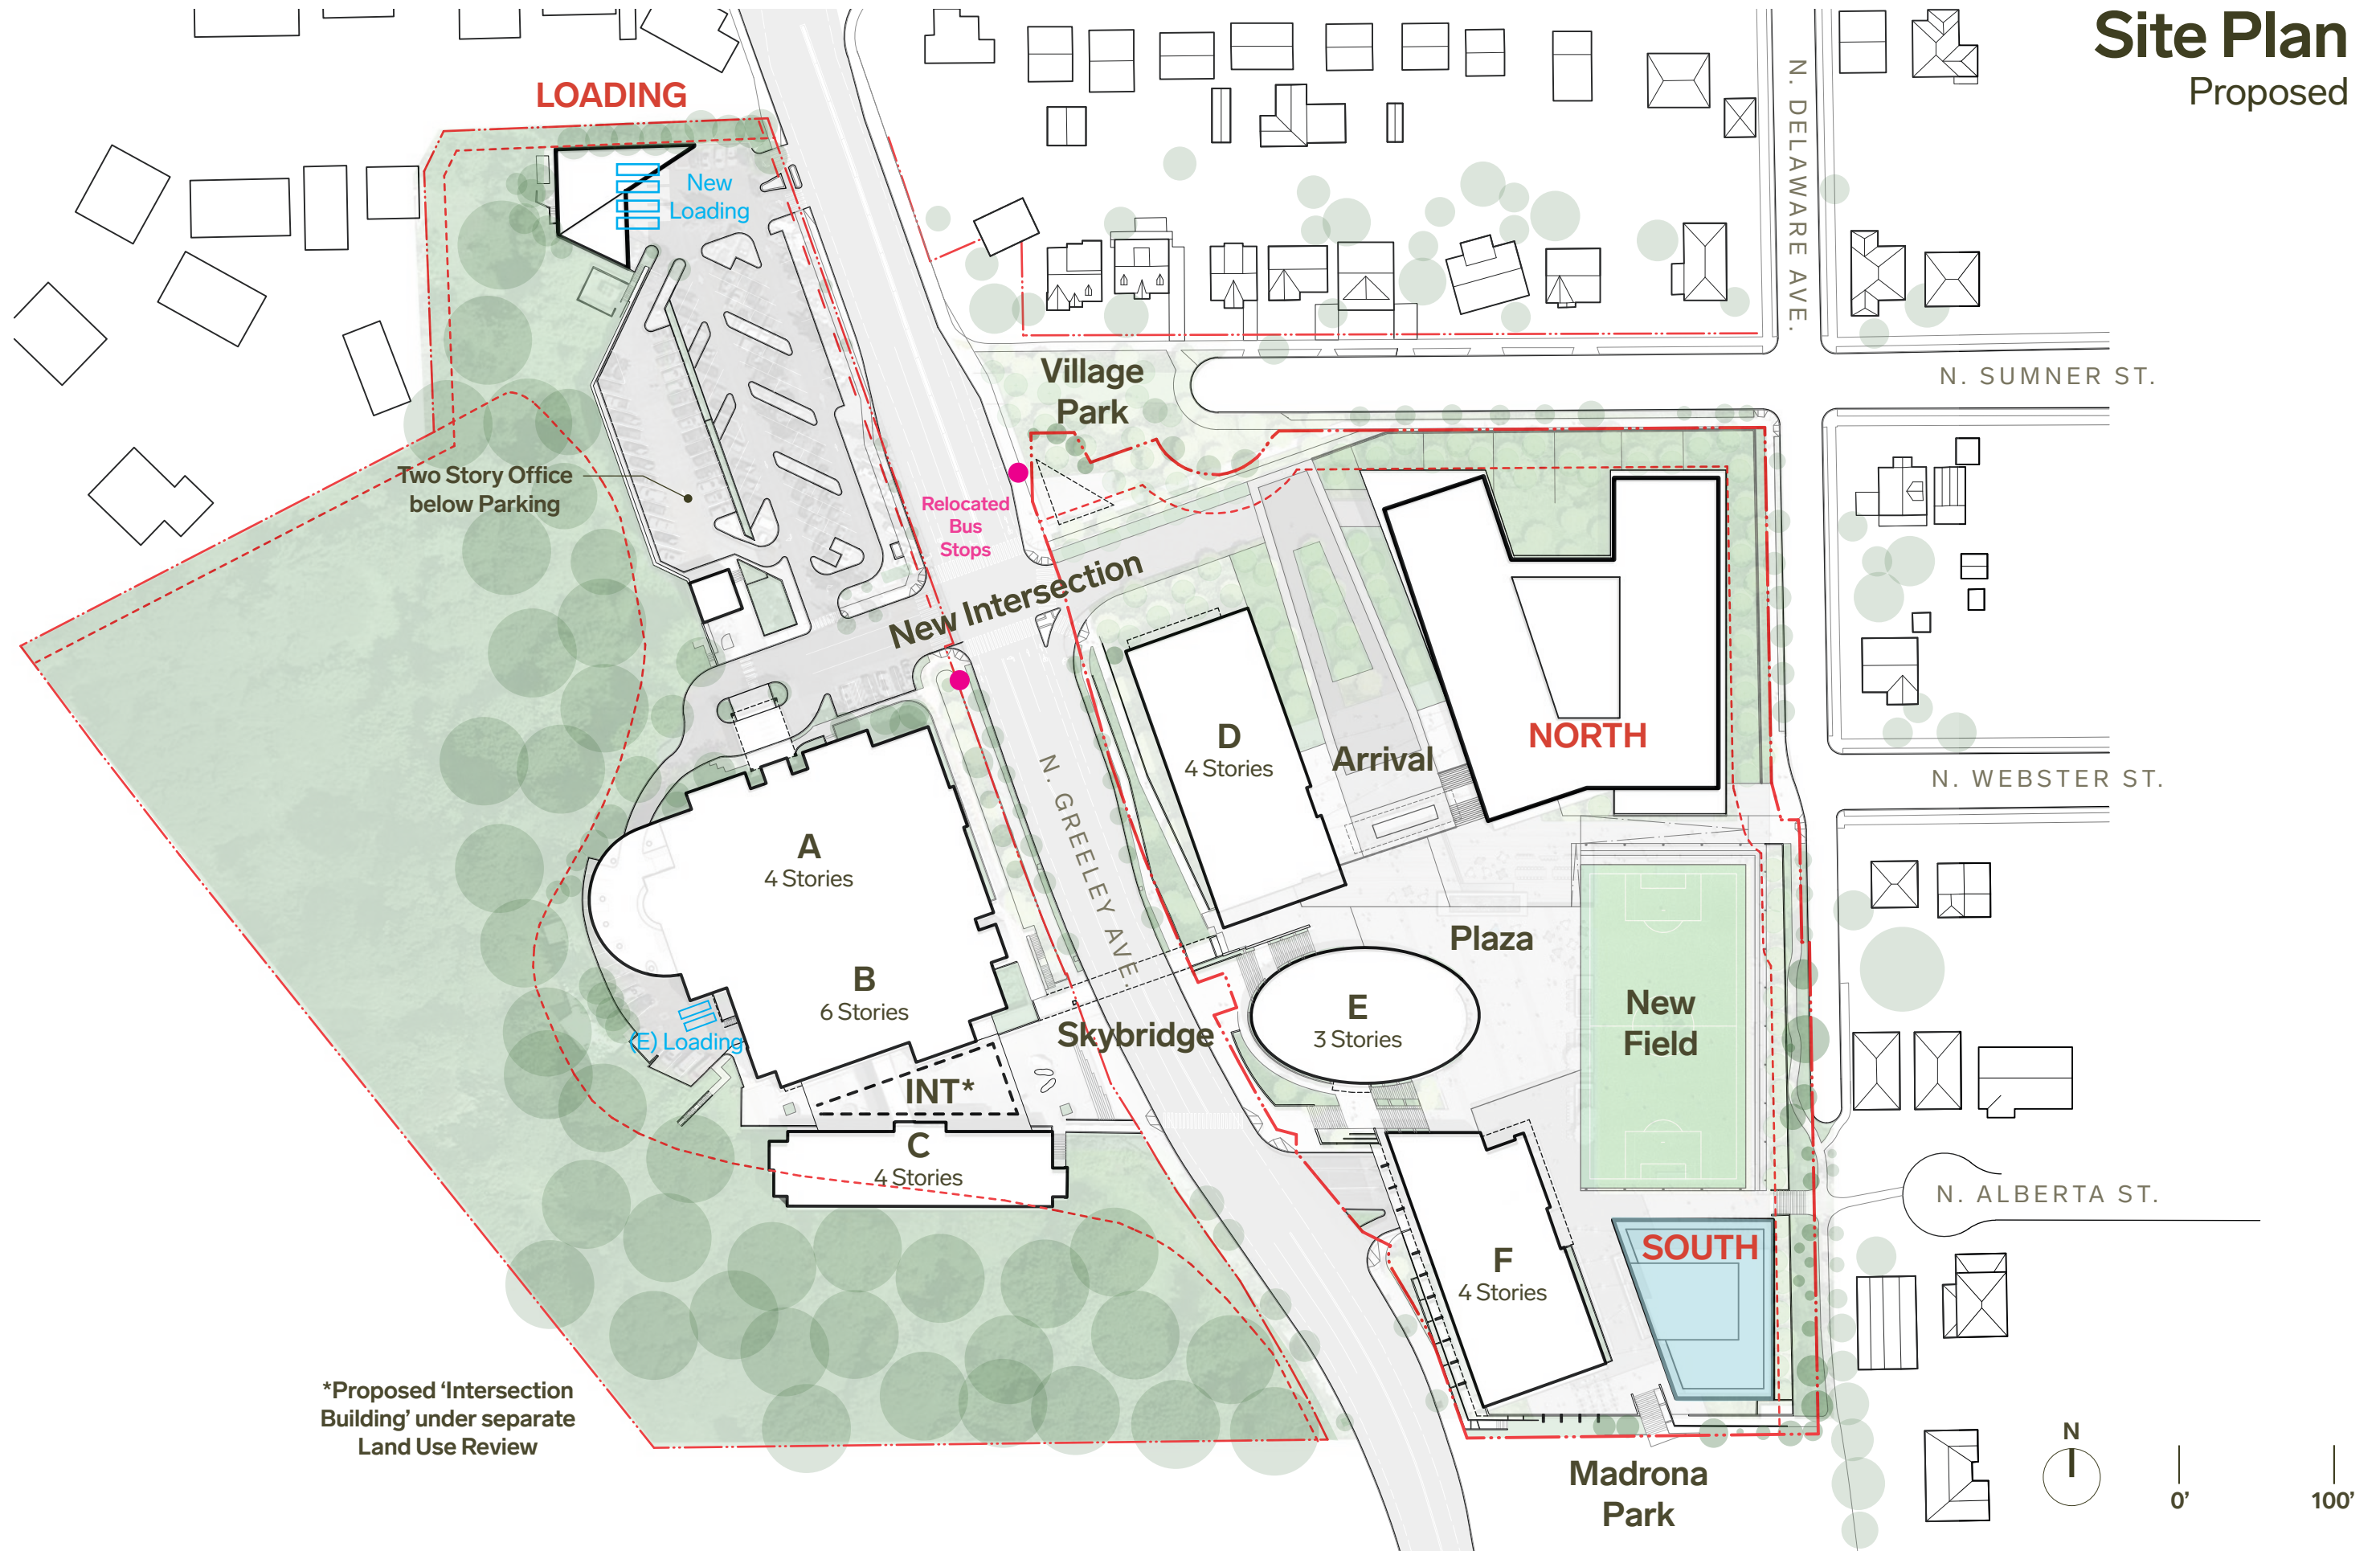 Site Plan
Proposed
LOADING
New
Loading
N. DELAWARE AVE.
Village
Park
N. SUMNER ST.
Two Story Office
below Parking
Relocated
Bus
Stops
New Intersection
D
4 Stories
Arrival
NORTH
N. WEBSTER ST.
N. GREELEY AVE.
A
4 Stories
B
6 Stories
(E) Loading
Plaza
E
3 Stories
New
Field
Skybridge
INT*
C
4 Stories
N. ALBERTA ST.
F
4 Stories
SOUTH
*Proposed ‘Intersection
Building’ under separate
Land Use Review
Madrona
Park
N
0’
100’